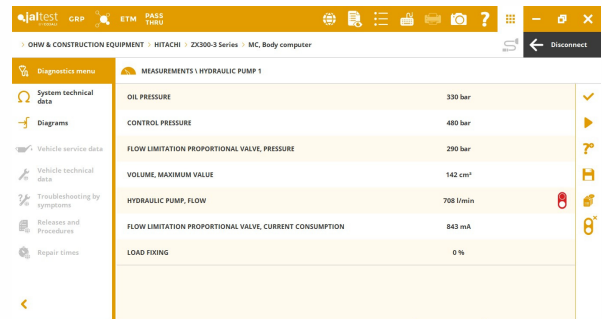 jaltest GRP ETM PASS THRU
OHW & CONSTRUCTION EQUIPMENT > HITACHI > ZX300-3 Series > MC, Body computer
Disconnect
Diagnostics menu
MEASUREMENTS \ HYDRAULIC PUMP 1
System technical data
Diagrams
Vehicle service data
Vehicle technical data
Troubleshooting by symptoms
Releases and Procedures
Repair times
OIL PRESSURE 330 bar
CONTROL PRESSURE 480 bar
FLOW LIMITATION PROPORTIONAL VALVE, PRESSURE 290 bar
VOLUME, MAXIMUM VALUE 142 cm³
HYDRAULIC PUMP, FLOW 708 l/min
FLOW LIMITATION PROPORTIONAL VALVE, CURRENT CONSUMPTION 843 mA
LOAD FIXING 0 %